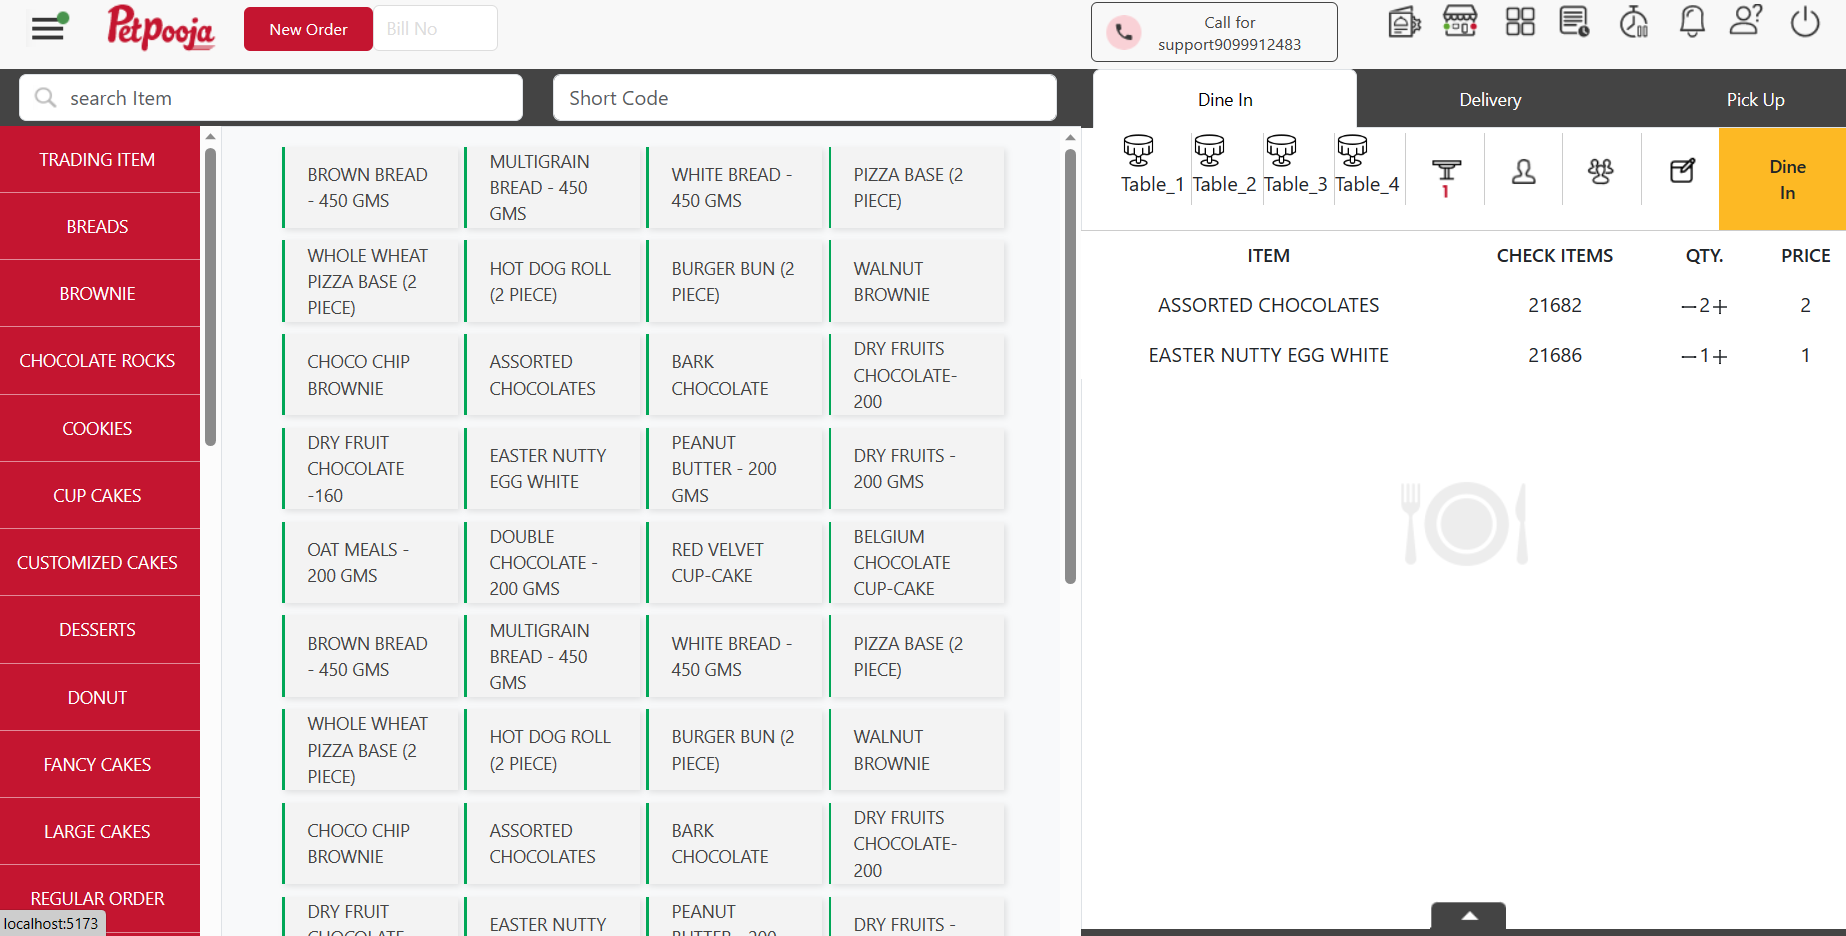 Petpooja
New Order
Bill No
Call for
support9099912483
search Item
Short Code
Dine In
Delivery
Pick Up
TRADING ITEM
BREADS
BROWNIE
CHOCOLATE ROCKS
COOKIES
CUP CAKES
CUSTOMIZED CAKES
DESSERTS
DONUT
FANCY CAKES
LARGE CAKES
REGULAR ORDER
localhost:5173
BROWN BREAD
- 450 GMS
MULTIGRAIN
BREAD - 450
GMS
WHITE BREAD -
450 GMS
PIZZA BASE (2
PIECE)
WHOLE WHEAT
PIZZA BASE (2
PIECE)
HOT DOG ROLL
(2 PIECE)
BURGER BUN (2
PIECE)
WALNUT
BROWNIE
CHOCO CHIP
BROWNIE
ASSORTED
CHOCOLATES
BARK
CHOCOLATE
DRY FRUITS
CHOCOLATE-
200
DRY FRUIT
CHOCOLATE
-160
EASTER NUTTY
EGG WHITE
PEANUT
BUTTER - 200
GMS
DRY FRUITS -
200 GMS
OAT MEALS -
200 GMS
DOUBLE
CHOCOLATE -
200 GMS
RED VELVET
CUP-CAKE
BELGIUM
CHOCOLATE
CUP-CAKE
BROWN BREAD
- 450 GMS
MULTIGRAIN
BREAD - 450
GMS
WHITE BREAD -
450 GMS
PIZZA BASE (2
PIECE)
WHOLE WHEAT
PIZZA BASE (2
PIECE)
HOT DOG ROLL
(2 PIECE)
BURGER BUN (2
PIECE)
WALNUT
BROWNIE
CHOCO CHIP
BROWNIE
ASSORTED
CHOCOLATES
BARK
CHOCOLATE
DRY FRUITS
CHOCOLATE-
200
DRY FRUIT
CHOCOLATE
EASTER NUTTY
PEANUT
BUTTER - 200
DRY FRUITS -
Table_1
Table_2
Table_3
Table_4
1
Dine
In
ITEM CHECK ITEMS QTY. PRICE
ASSORTED CHOCOLATES 21682 −2+ 2
EASTER NUTTY EGG WHITE 21686 −1+ 1